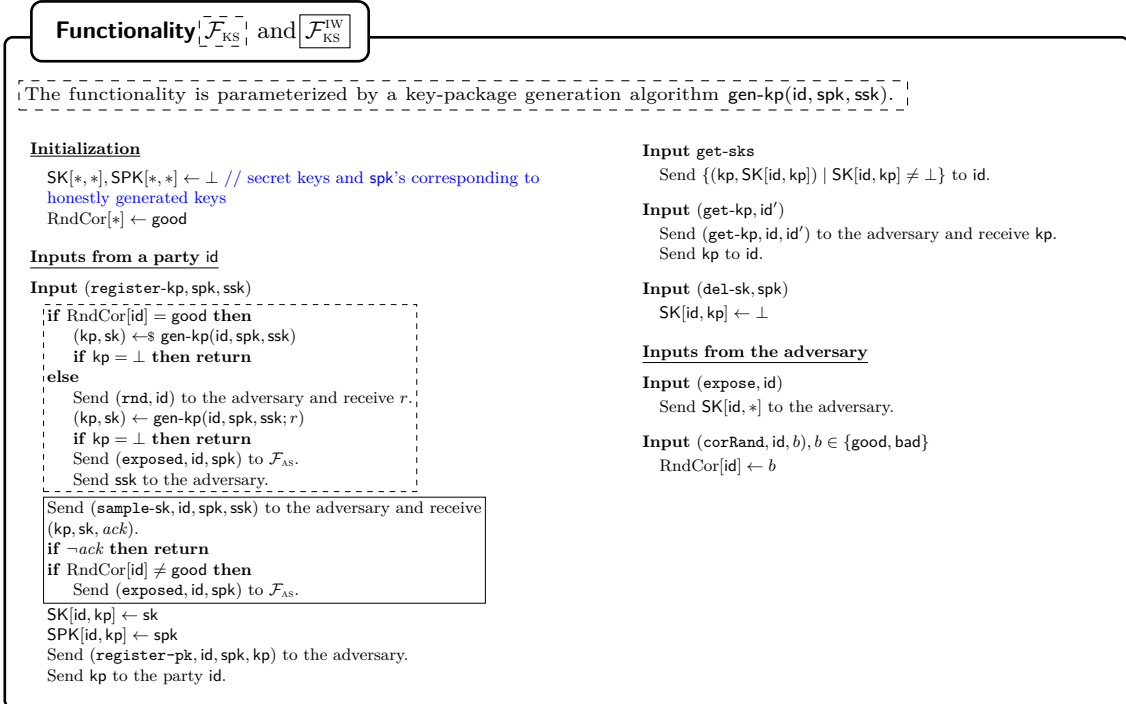 Functionality F_KS and F_KS^IW
The functionality is parameterized by a key-package generation algorithm gen-kp(id, spk, ssk).
Initialization
SK[∗, ∗], SPK[∗, ∗] ← ⊥ // secret keys and spk's corresponding to
honestly generated keys
RndCor[∗] ← good
Inputs from a party id
Input (register-kp, spk, ssk)
if RndCor[id] = good then
(kp, sk) ←$ gen-kp(id, spk, ssk)
if kp = ⊥ then return
else
Send (rnd, id) to the adversary and receive r.
(kp, sk) ← gen-kp(id, spk, ssk; r)
if kp = ⊥ then return
Send (exposed, id, spk) to F_AS.
Send ssk to the adversary.
Send (sample-sk, id, spk, ssk) to the adversary and receive
(kp, sk, ack).
if ¬ack then return
if RndCor[id] ≠ good then
Send (exposed, id, spk) to F_AS.
SK[id, kp] ← sk
SPK[id, kp] ← spk
Send (register-pk, id, spk, kp) to the adversary.
Send kp to the party id.
Input get-sks
Send {(kp, SK[id, kp]) | SK[id, kp] ≠ ⊥} to id.
Input (get-kp, id′)
Send (get-kp, id, id′) to the adversary and receive kp.
Send kp to id.
Input (del-sk, spk)
SK[id, kp] ← ⊥
Inputs from the adversary
Input (expose, id)
Send SK[id, ∗] to the adversary.
Input (corRand, id, b), b ∈ {good, bad}
RndCor[id] ← b